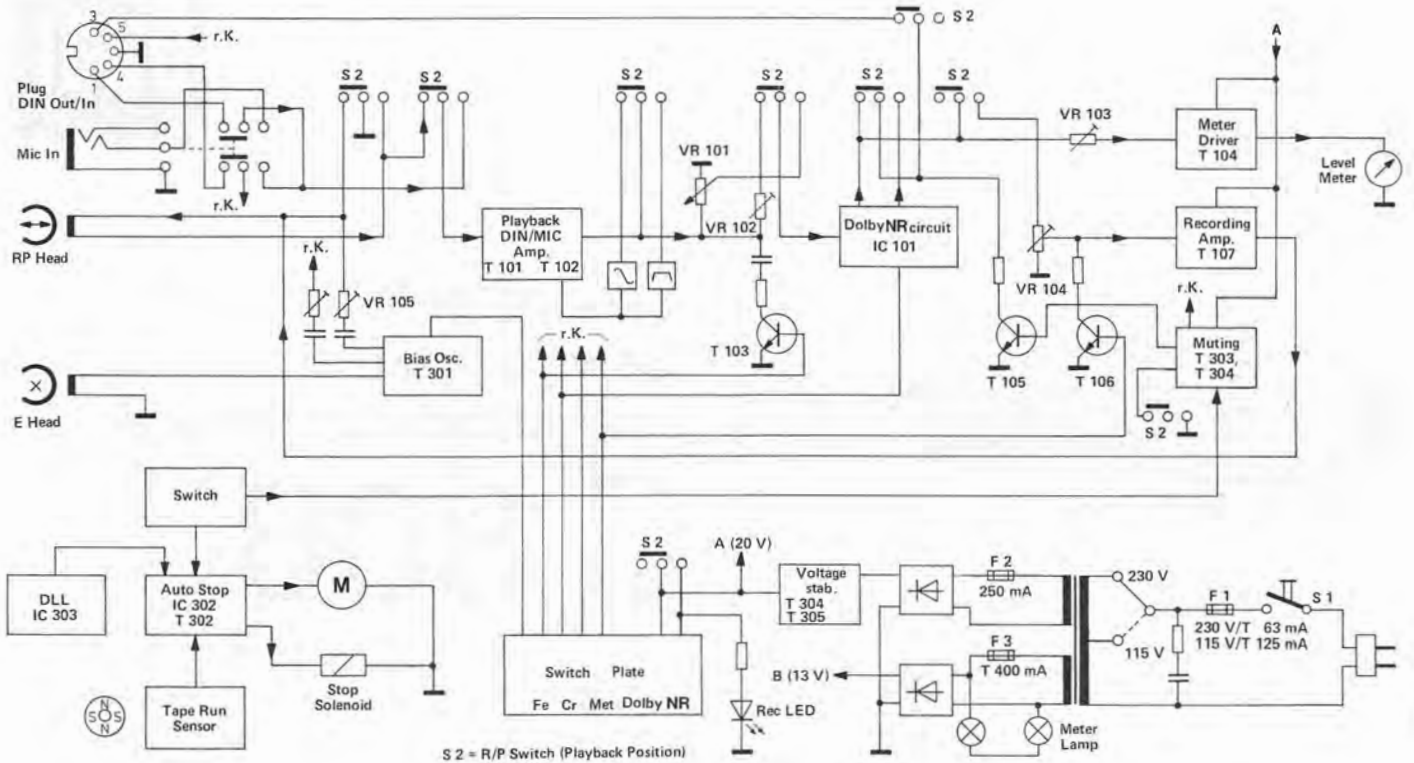 3
5
r.K.
4
1
Plug
DIN Out/In
Mic In
r.K.
RP Head
E Head
S 2
S 2
S 2
S 2
S 2
S 2
S 2
A
VR 103
Meter
Driver
T 104
Level
Meter
VR 101
VR 102
Playback
DIN/MIC
Amp.
T 101 T 102
Dolby NR circuit
IC 101
Recording
Amp.
T 107
r.K.
VR 105
Bias Osc.
T 301
r.K.
T 103
VR 104
T 105
T 106
r.K.
Muting
T 303,
T 304
S 2
Switch
DLL
IC 303
Auto Stop
IC 302
T 302
M
Stop
Solenoid
Tape Run
Sensor
N
S S
N
S 2
A (20 V)
Switch Plate
Fe Cr Met Dolby NR
Rec LED
Voltage
stab.
T 304
T 305
B (13 V)
F 2
250 mA
F 3
T 400 mA
Meter
Lamp
230 V
115 V
F 1
S 1
230 V/T 63 mA
115 V/T 125 mA
S 2 = R/P Switch (Playback Position)